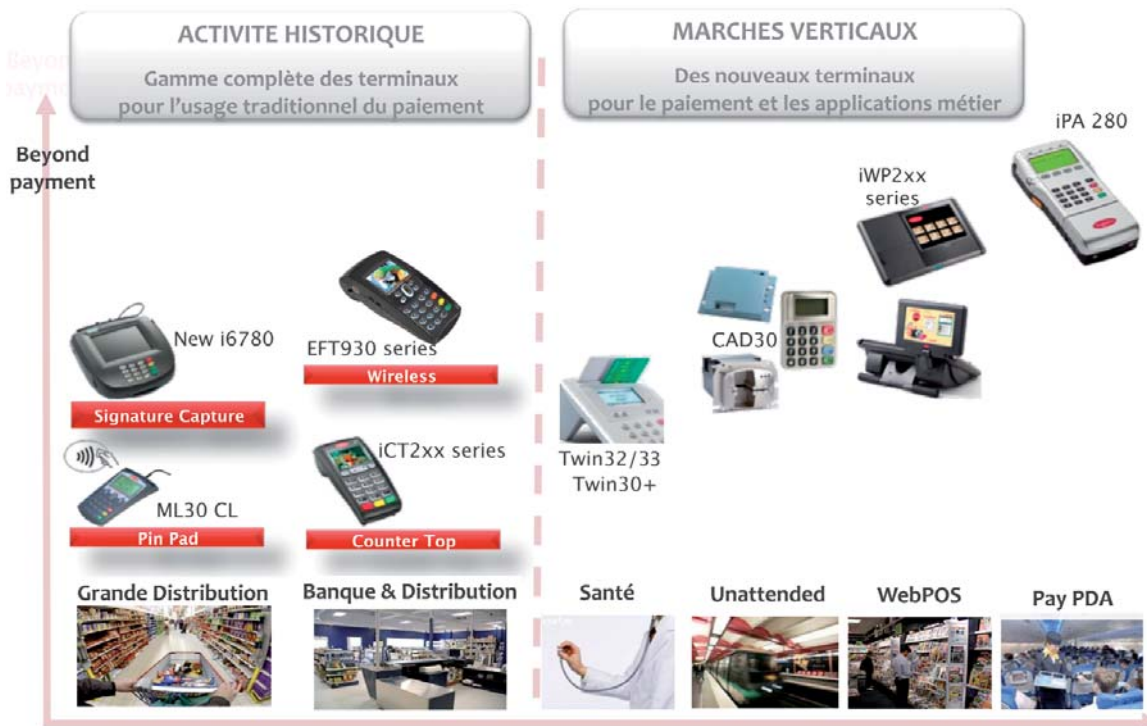 ACTIVITE HISTORIQUE
Gamme complète des terminaux
pour l'usage traditionnel du paiement
MARCHES VERTICAUX
Des nouveaux terminaux
pour le paiement et les applications métier
Beyond
payment
Beyond
payment
iPA 280
iWP2xx
series
New i6780
EFT930 series
CAD30
Signature Capture
Wireless
iCT2xx series
Twin32/33
Twin30+
ML30 CL
Pin Pad
Counter Top
Grande Distribution
Banque & Distribution
Santé
Unattended
WebPOS
Pay PDA